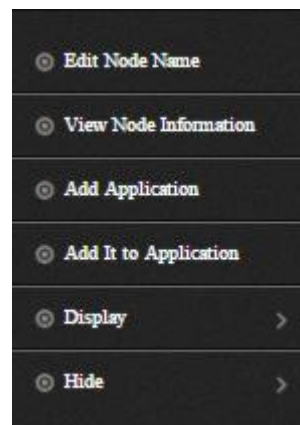 Edit Node Name
View Node Information
Add Application
Add It to Application
Display
Hide